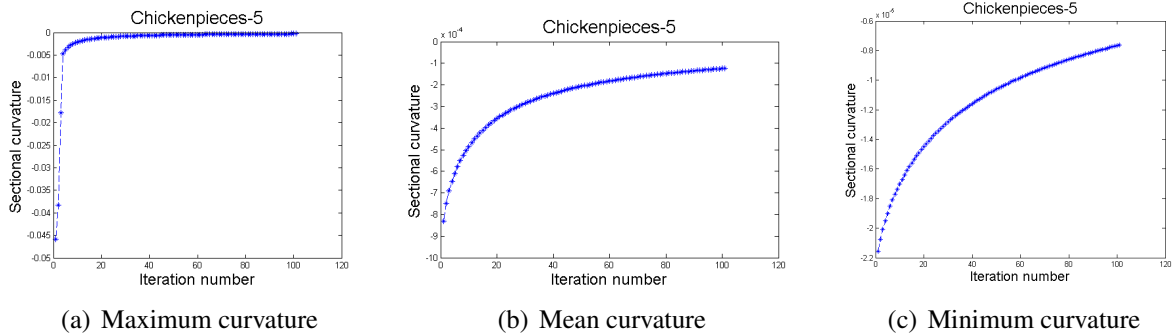 Chickenpieces-5
0
-0.005
-0.01
-0.015
-0.02
-0.025
-0.03
-0.035
-0.04
-0.045
-0.05
0 20 40 60 80 100 120
Sectional curvature
Iteration number
(a) Maximum curvature
x 10⁻⁴
Chickenpieces-5
0
-1
-2
-3
-4
-5
-6
-7
-8
-9
-10
0 20 40 60 80 100 120
Sectional curvature
Iteration number
(b) Mean curvature
x 10⁻⁶
Chickenpieces-5
-0.6
-0.8
-1
-1.2
-1.4
-1.6
-1.8
-2
-2.2
0 20 40 60 80 100 120
Sectional curvature
Iteration number
(c) Minimum curvature